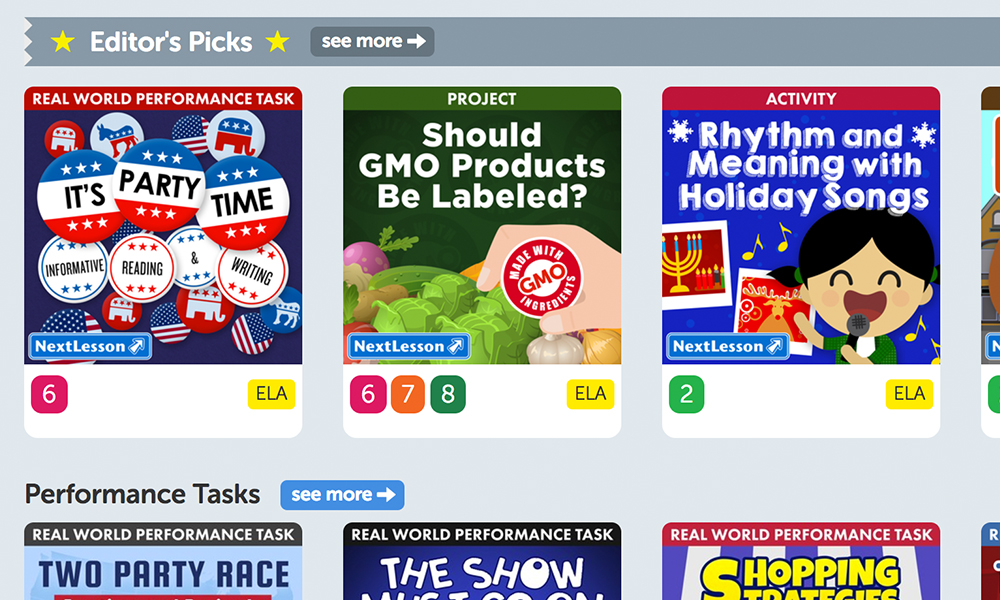 Editor's Picks
see more
REAL WORLD PERFORMANCE TASK
IT'S
PARTY
TIME
INFORMATIVE
READING
&
WRITING
NextLesson
6
ELA
PROJECT
Should
GMO Products
Be Labeled?
MADE WITH
GMO
INGREDIENTS
NextLesson
6 7 8
ELA
ACTIVITY
Rhythm and
Meaning with
Holiday Songs
NextLesson
2
ELA
Performance Tasks
see more
REAL WORLD PERFORMANCE TASK
TWO PARTY RACE
REAL WORLD PERFORMANCE TASK
THE SHOW
MUST GO ON
REAL WORLD PERFORMANCE TASK
SHOPPING
STRATEGIES